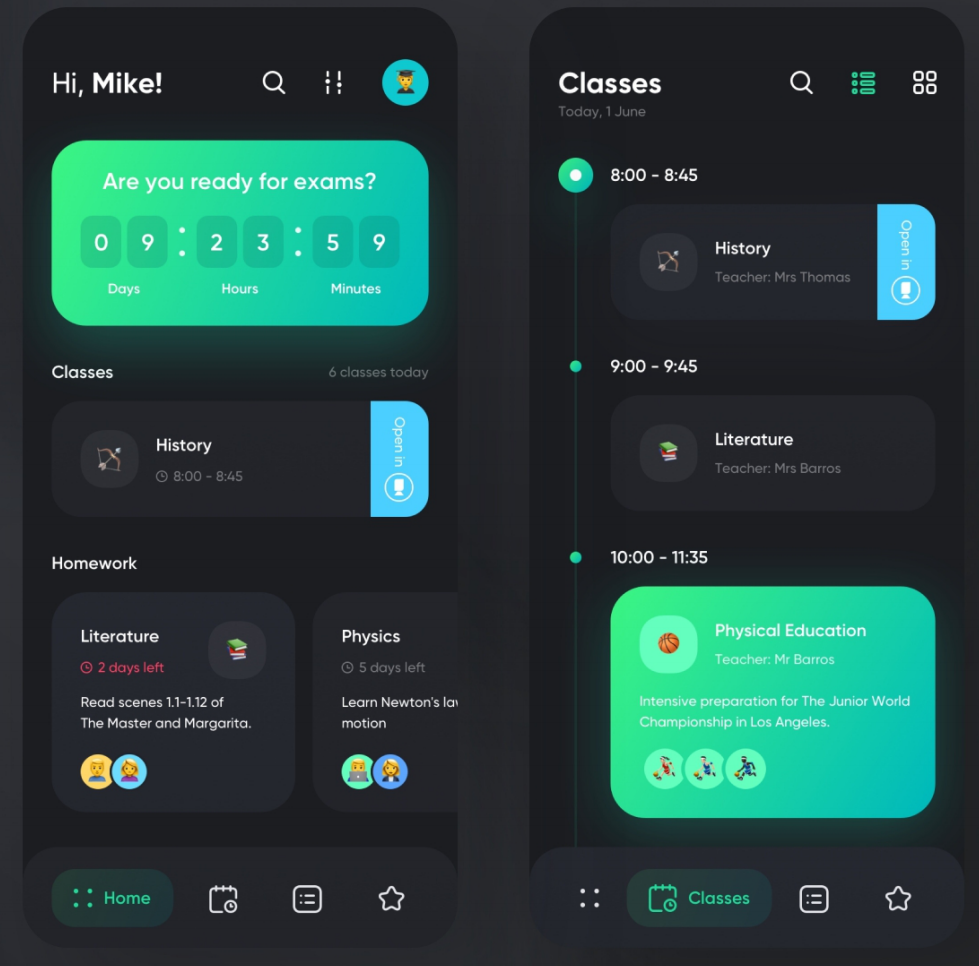 Hi, Mike!
Are you ready for exams?
0 9 : 2 3 : 5 9
Days Hours Minutes
Classes 6 classes today
History
8:00 - 8:45
Open in
Homework
Literature
2 days left
Read scenes 1.1-1.12 of
The Master and Margarita.
Physics
5 days left
Learn Newton's
motion
Home
Classes
Today, 1 June
8:00 - 8:45
History
Teacher: Mrs Thomas
Open in
9:00 - 9:45
Literature
Teacher: Mrs Barros
10:00 - 11:35
Physical Education
Teacher: Mr Barros
Intensive preparation for The Junior World
Championship in Los Angeles.
Classes